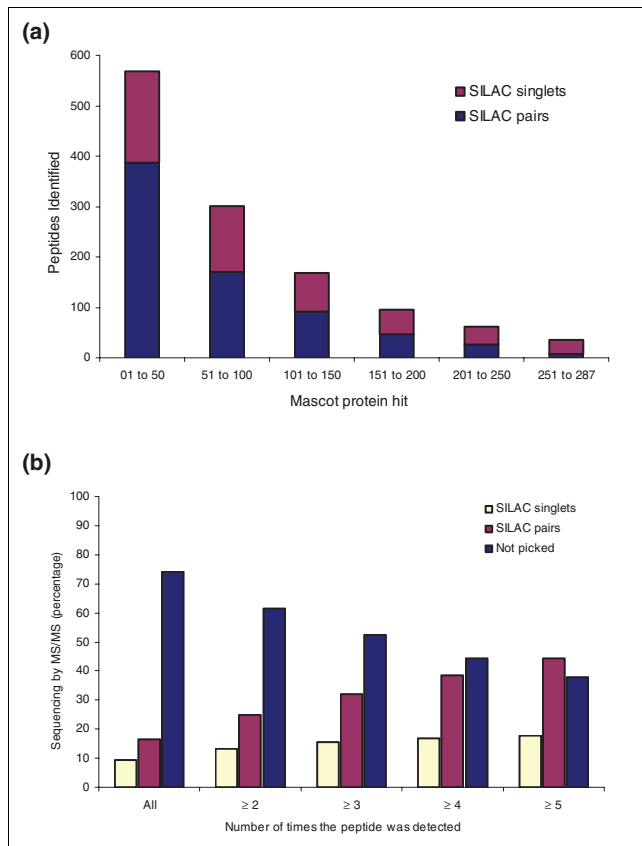 (a)
600
500
400
300
200
100
0
Peptides Identified
SILAC singlets
SILAC pairs
01 to 50
51 to 100
101 to 150
151 to 200
201 to 250
251 to 287
Mascot protein hit
(b)
100
90
80
70
60
50
40
30
20
10
0
Sequencing by MS/MS (percentage)
SILAC singlets
SILAC pairs
Not picked
All
≥ 2
≥ 3
≥ 4
≥ 5
Number of times the peptide was detected